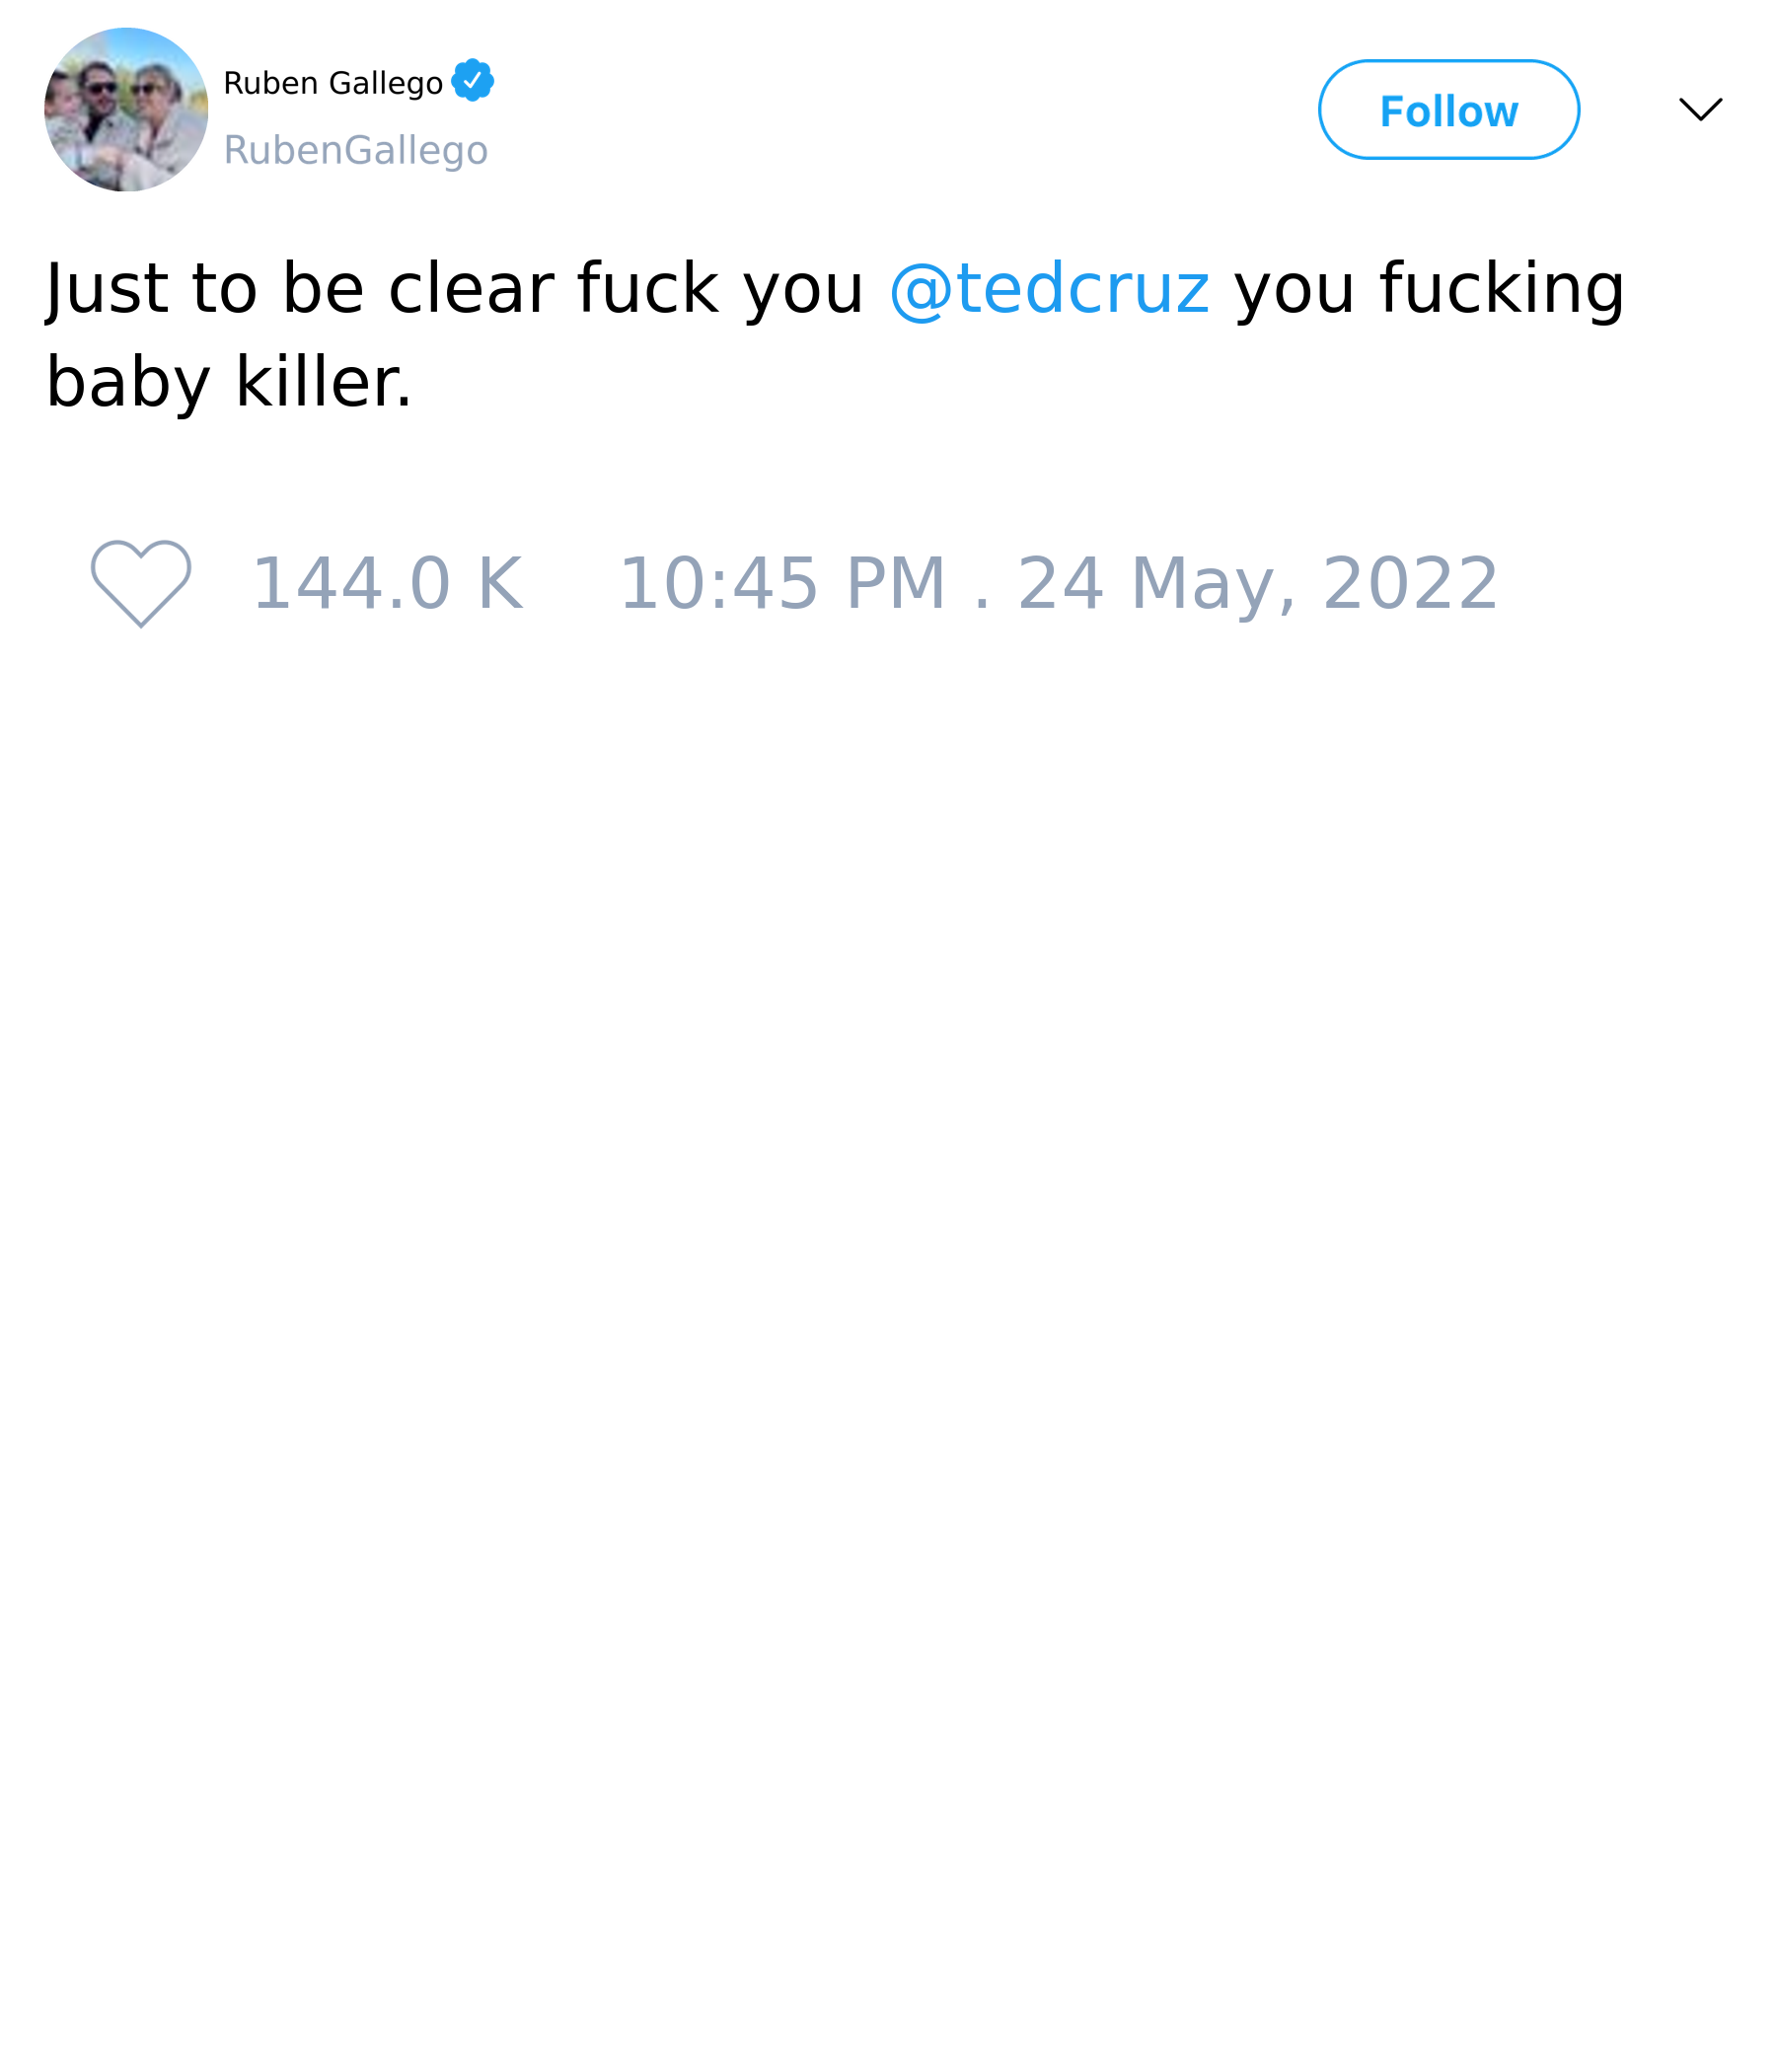 Ruben Gallego
RubenGallego
Follow
Just to be clear fuck you @tedcruz you fucking
baby killer.
144.0 K 10:45 PM . 24 May, 2022